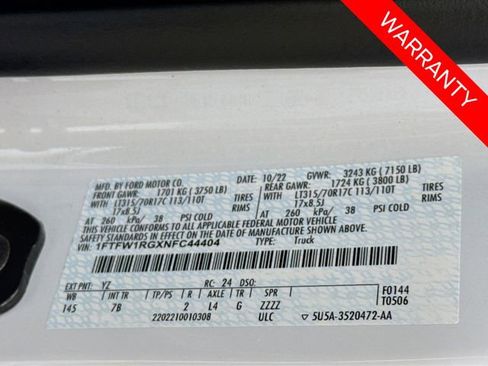 WARRANTY
MFD. BY FORD MOTOR CO.
10/22 GVWR: 3243 KG ( 7150 LB)
FRONT GAWR: 1701 KG ( 3750 LB) REAR GAWR: 1724 KG ( 3800 LB)
LT315/70R17C 113/110T TIRES LT315/70R17C 113/110T TIRES
17x8.5J RIMS 17x8.5J RIMS
AT 260 kPa/ 38 PSI COLD AT 260 kPa/ 38 PSI COLD
THIS VEHICLE CONFORMS TO ALL APPLICABLE FEDERAL MOTOR VEHICLE
SAFETY STANDARDS IN EFFECT ON THE DATE OF MANUFACTURE SHOWN ABOVE.
VIN: 1FTFW1RGXNFC44404 TYPE: Truck
EXT PNT: YZ RC: 24 DSO: F0144
WB INT TR TP/PS R AXLE TR SPR T0506
145 7B 2 L4 G ZZZZ
2202210010308 ULC 5U5A-3520472-AA